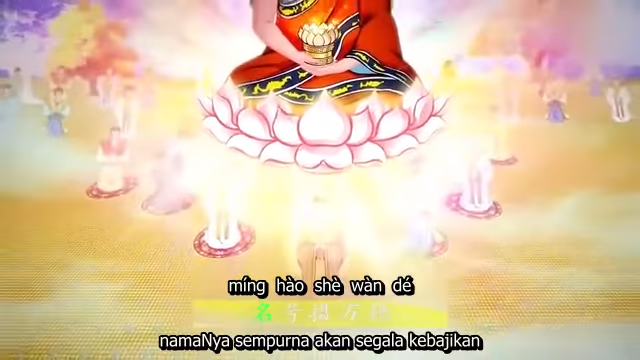 míng hào shè wàn dé
名号摄万德
namaNya sempurna akan segala kebajikan